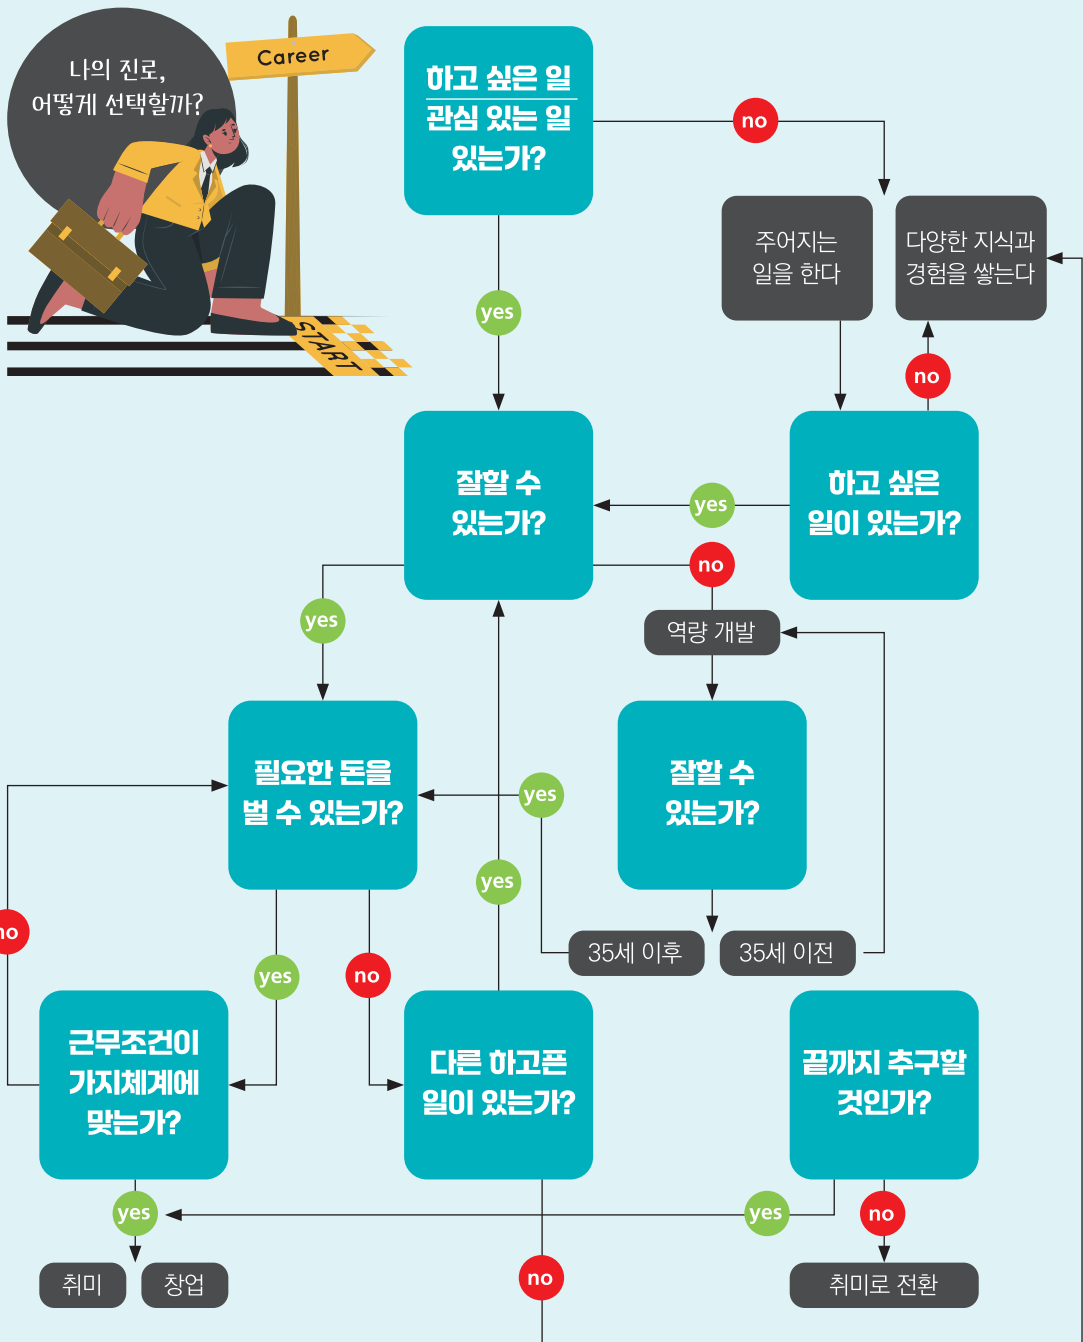 나의 진로,
어떻게 선택할까?
Career
START
하고 싶은 일
관심 있는 일
있는가?
no
yes
주어지는
일을 한다
다양한 지식과
경험을 쌓는다
no
잘할 수
있는가?
yes
하고 싶은
일이 있는가?
no
yes
역량 개발
필요한 돈을
벌 수 있는가?
yes
잘할 수
있는가?
yes
no
35세 이후
35세 이전
yes
no
근무조건이
가치체계에
맞는가?
다른 하고픈
일이 있는가?
끝까지 추구할
것인가?
yes
yes
no
취미
창업
no
취미로 전환